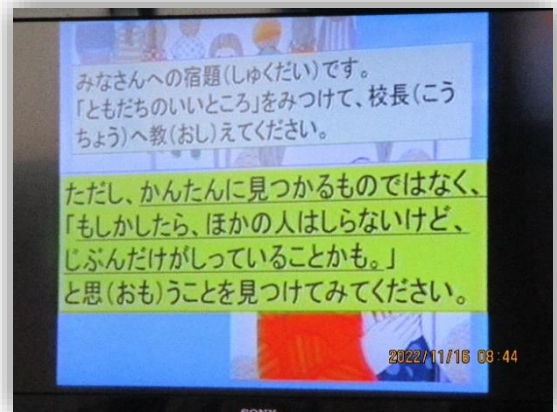 みなさんへの宿題(しゅくだい)です。
「ともだちのいいところ」をみつけて、校長(こう
ちょう)へ教(おし)えてください。
ただし、かんたんに見つかるものではなく、
「もしかしたら、ほかの人はしらないけど、
じぶんだけがしっていることかも。」
と思(おも)うことを見つけてみてください。
2022/11/16 08:44
SONY